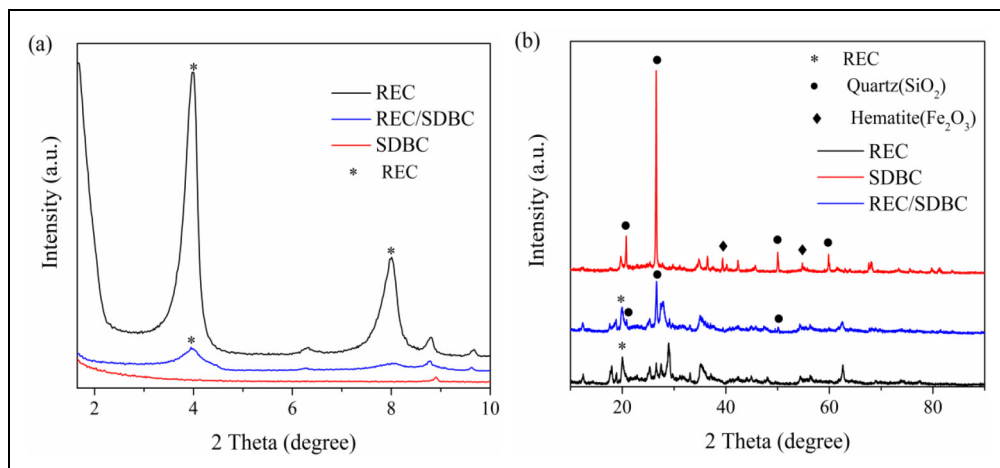 (a)
*
REC
REC/SDBC
SDBC
* REC
*
*
Intensity (a.u.)
2 4 6 8 10
2 Theta (degree)
(b)
* REC
● Quartz(SiO₂)
◆ Hematite(Fe₂O₃)
REC
SDBC
REC/SDBC
*
*
Intensity (a.u.)
20 40 60 80
2 Theta (degree)